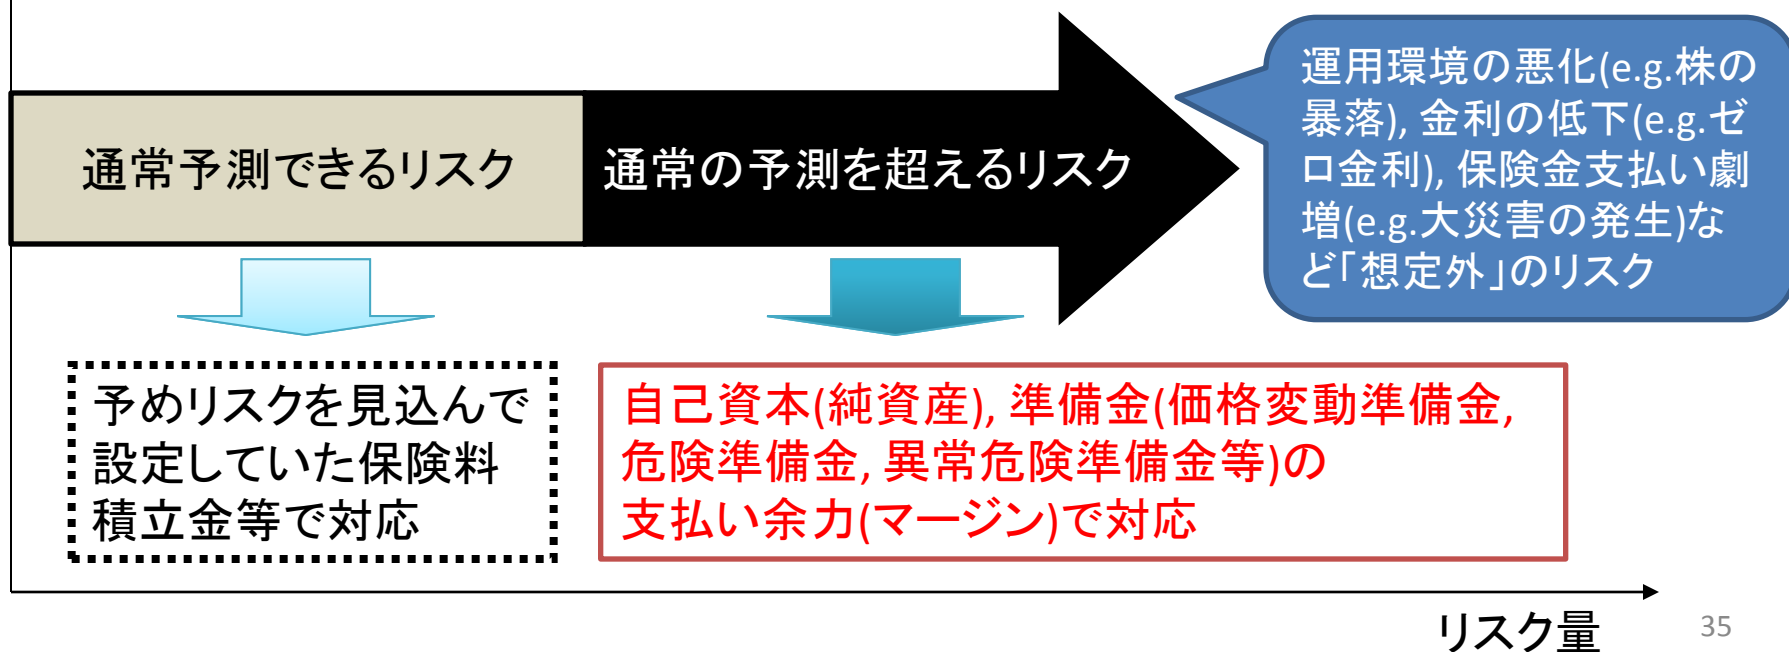 通常予測できるリスク
通常の予測を超えるリスク
運用環境の悪化(e.g.株の
暴落), 金利の低下(e.g.ゼ
ロ金利), 保険金支払い劇
増(e.g.大災害の発生)な
ど「想定外」のリスク
予めリスクを見込んで
設定していた保険料
積立金等で対応
自己資本(純資産), 準備金(価格変動準備金,
危険準備金, 異常危険準備金等)の
支払い余力(マージン)で対応
リスク量
35